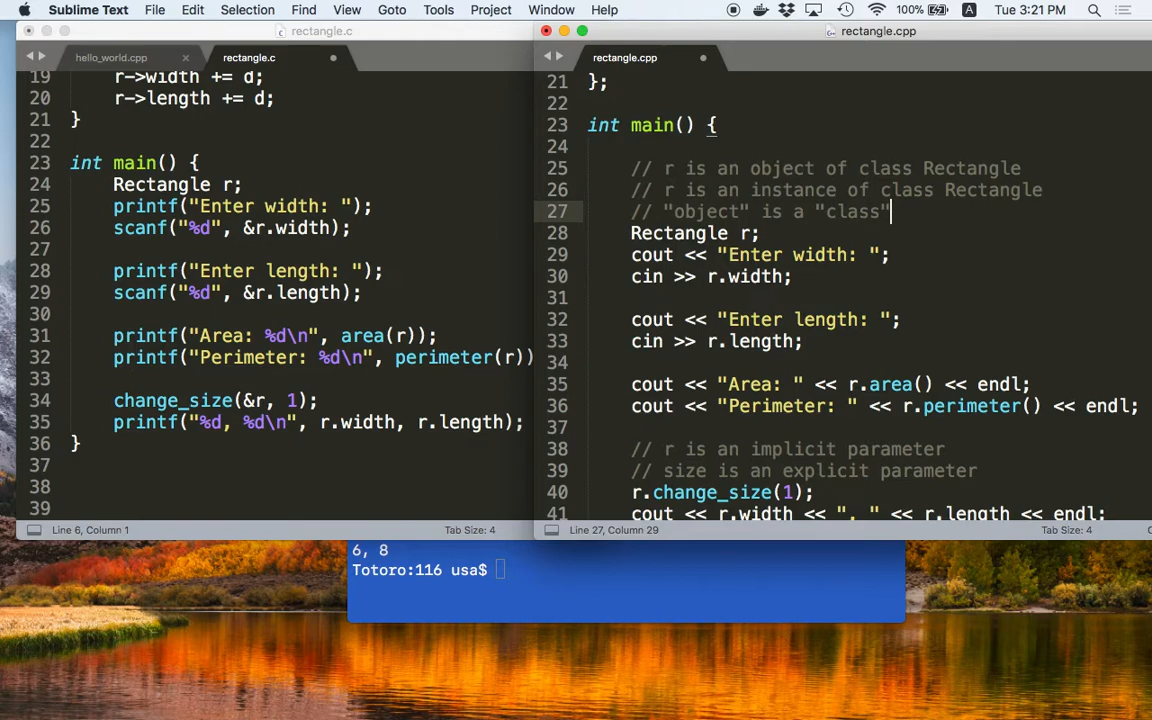 Sublime Text File Edit Selection Find View Goto Tools Project Window Help 100% A Tue 3:21 PM
rectangle.c
hello_world.cpp × rectangle.c
19 r->width += d;
20 r->length += d;
21 }
22
23 int main() {
24 Rectangle r;
25 printf("Enter width: ");
26 scanf("%d", &r.width);
27
28 printf("Enter length: ");
29 scanf("%d", &r.length);
30
31 printf("Area: %d\n", area(r));
32 printf("Perimeter: %d\n", perimeter(r))
33
34 change_size(&r, 1);
35 printf("%d, %d\n", r.width, r.length);
36 }
37
38
39
Line 6, Column 1 Tab Size: 4
rectangle.cpp
rectangle.cpp
21 };
22
23 int main() {
24
25 // r is an object of class Rectangle
26 // r is an instance of class Rectangle
27 // "object" is a "class"
28 Rectangle r;
29 cout << "Enter width: ";
30 cin >> r.width;
31
32 cout << "Enter length: ";
33 cin >> r.length;
34
35 cout << "Area: " << r.area() << endl;
36 cout << "Perimeter: " << r.perimeter() << endl;
37
38 // r is an implicit parameter
39 // size is an explicit parameter
40 r.change_size(1);
41 cout << r.width << ", " << r.length << endl;
Line 27, Column 29 Tab Size: 4 C
6, 8
Totoro:116 usa$